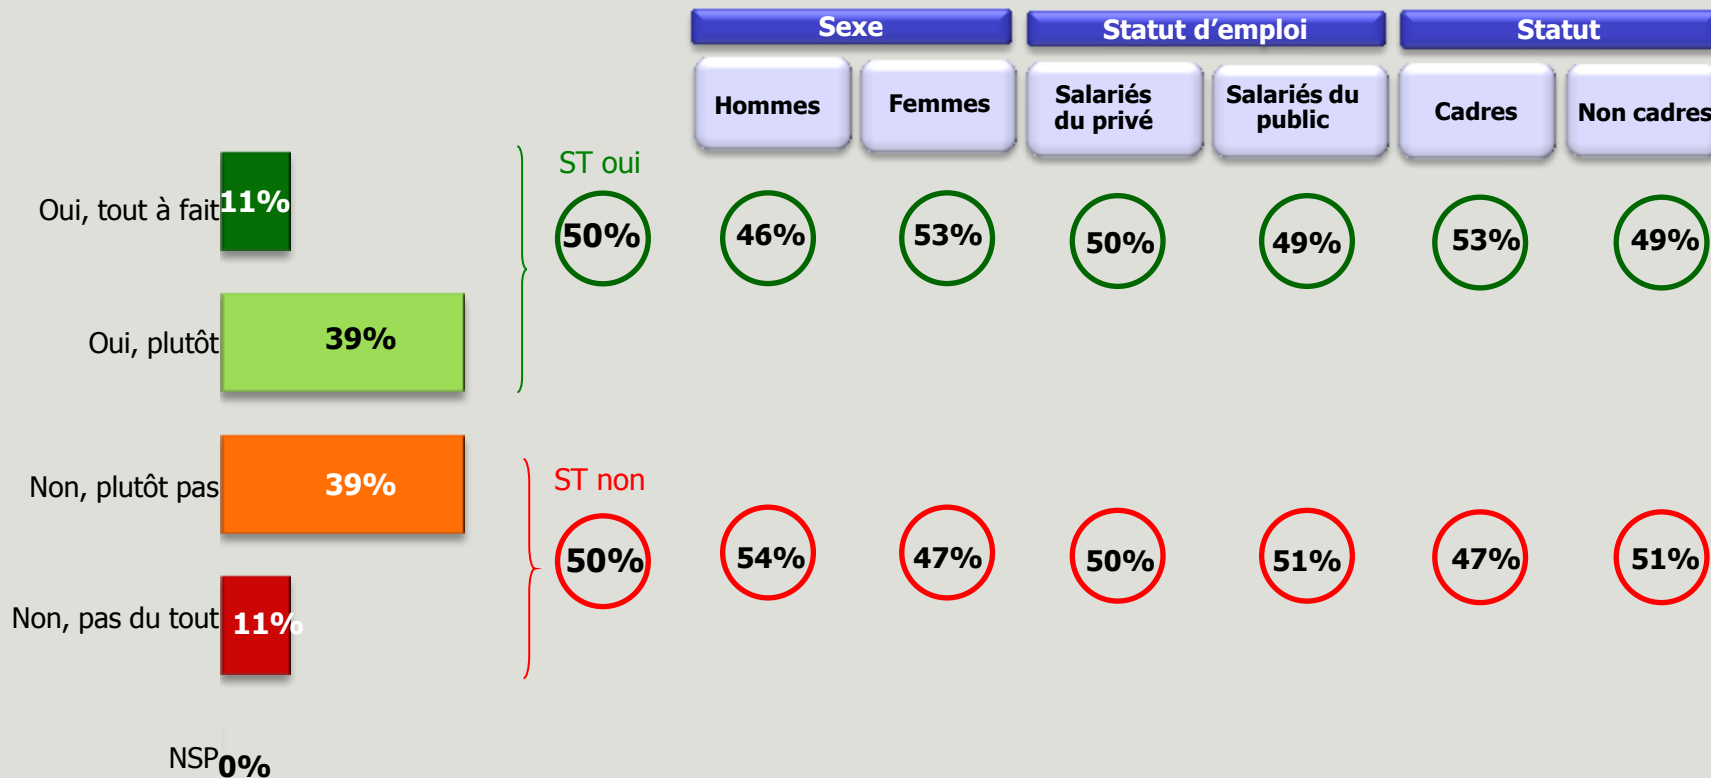 Sexe
Statut d’emploi
Statut
Hommes
Femmes
Salariés
du privé
Salariés du
public
Cadres
Non cadres
ST oui
Oui, tout à fait 11%
50% 46% 53% 50% 49% 53% 49%
Oui, plutôt 39%
Non, plutôt pas 39%
ST non
50% 54% 47% 50% 51% 47% 51%
Non, pas du tout 11%
NSP 0%